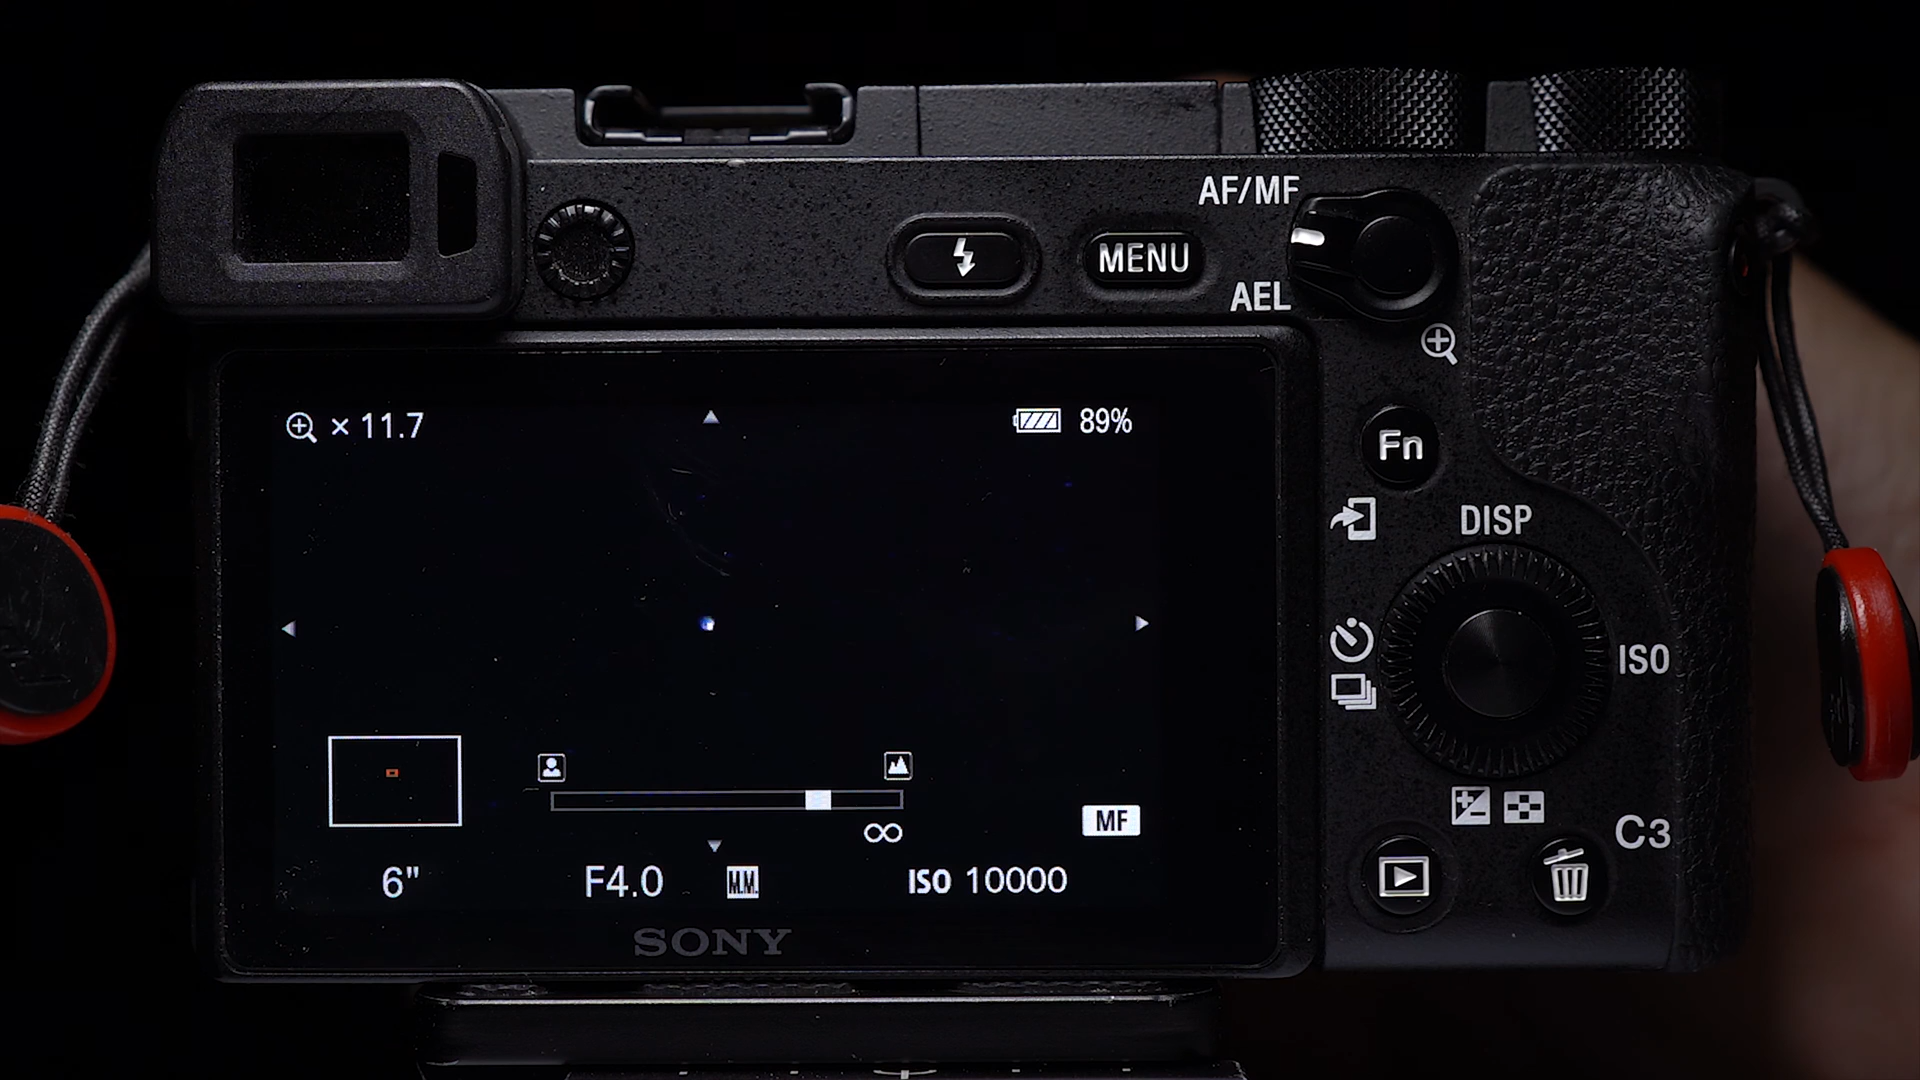 AF/MF
MENU
AEL
× 11.7
89%
Fn
DISP
ISO
MF
∞
C3
6" F4.0 M.M. ISO 10000
SONY